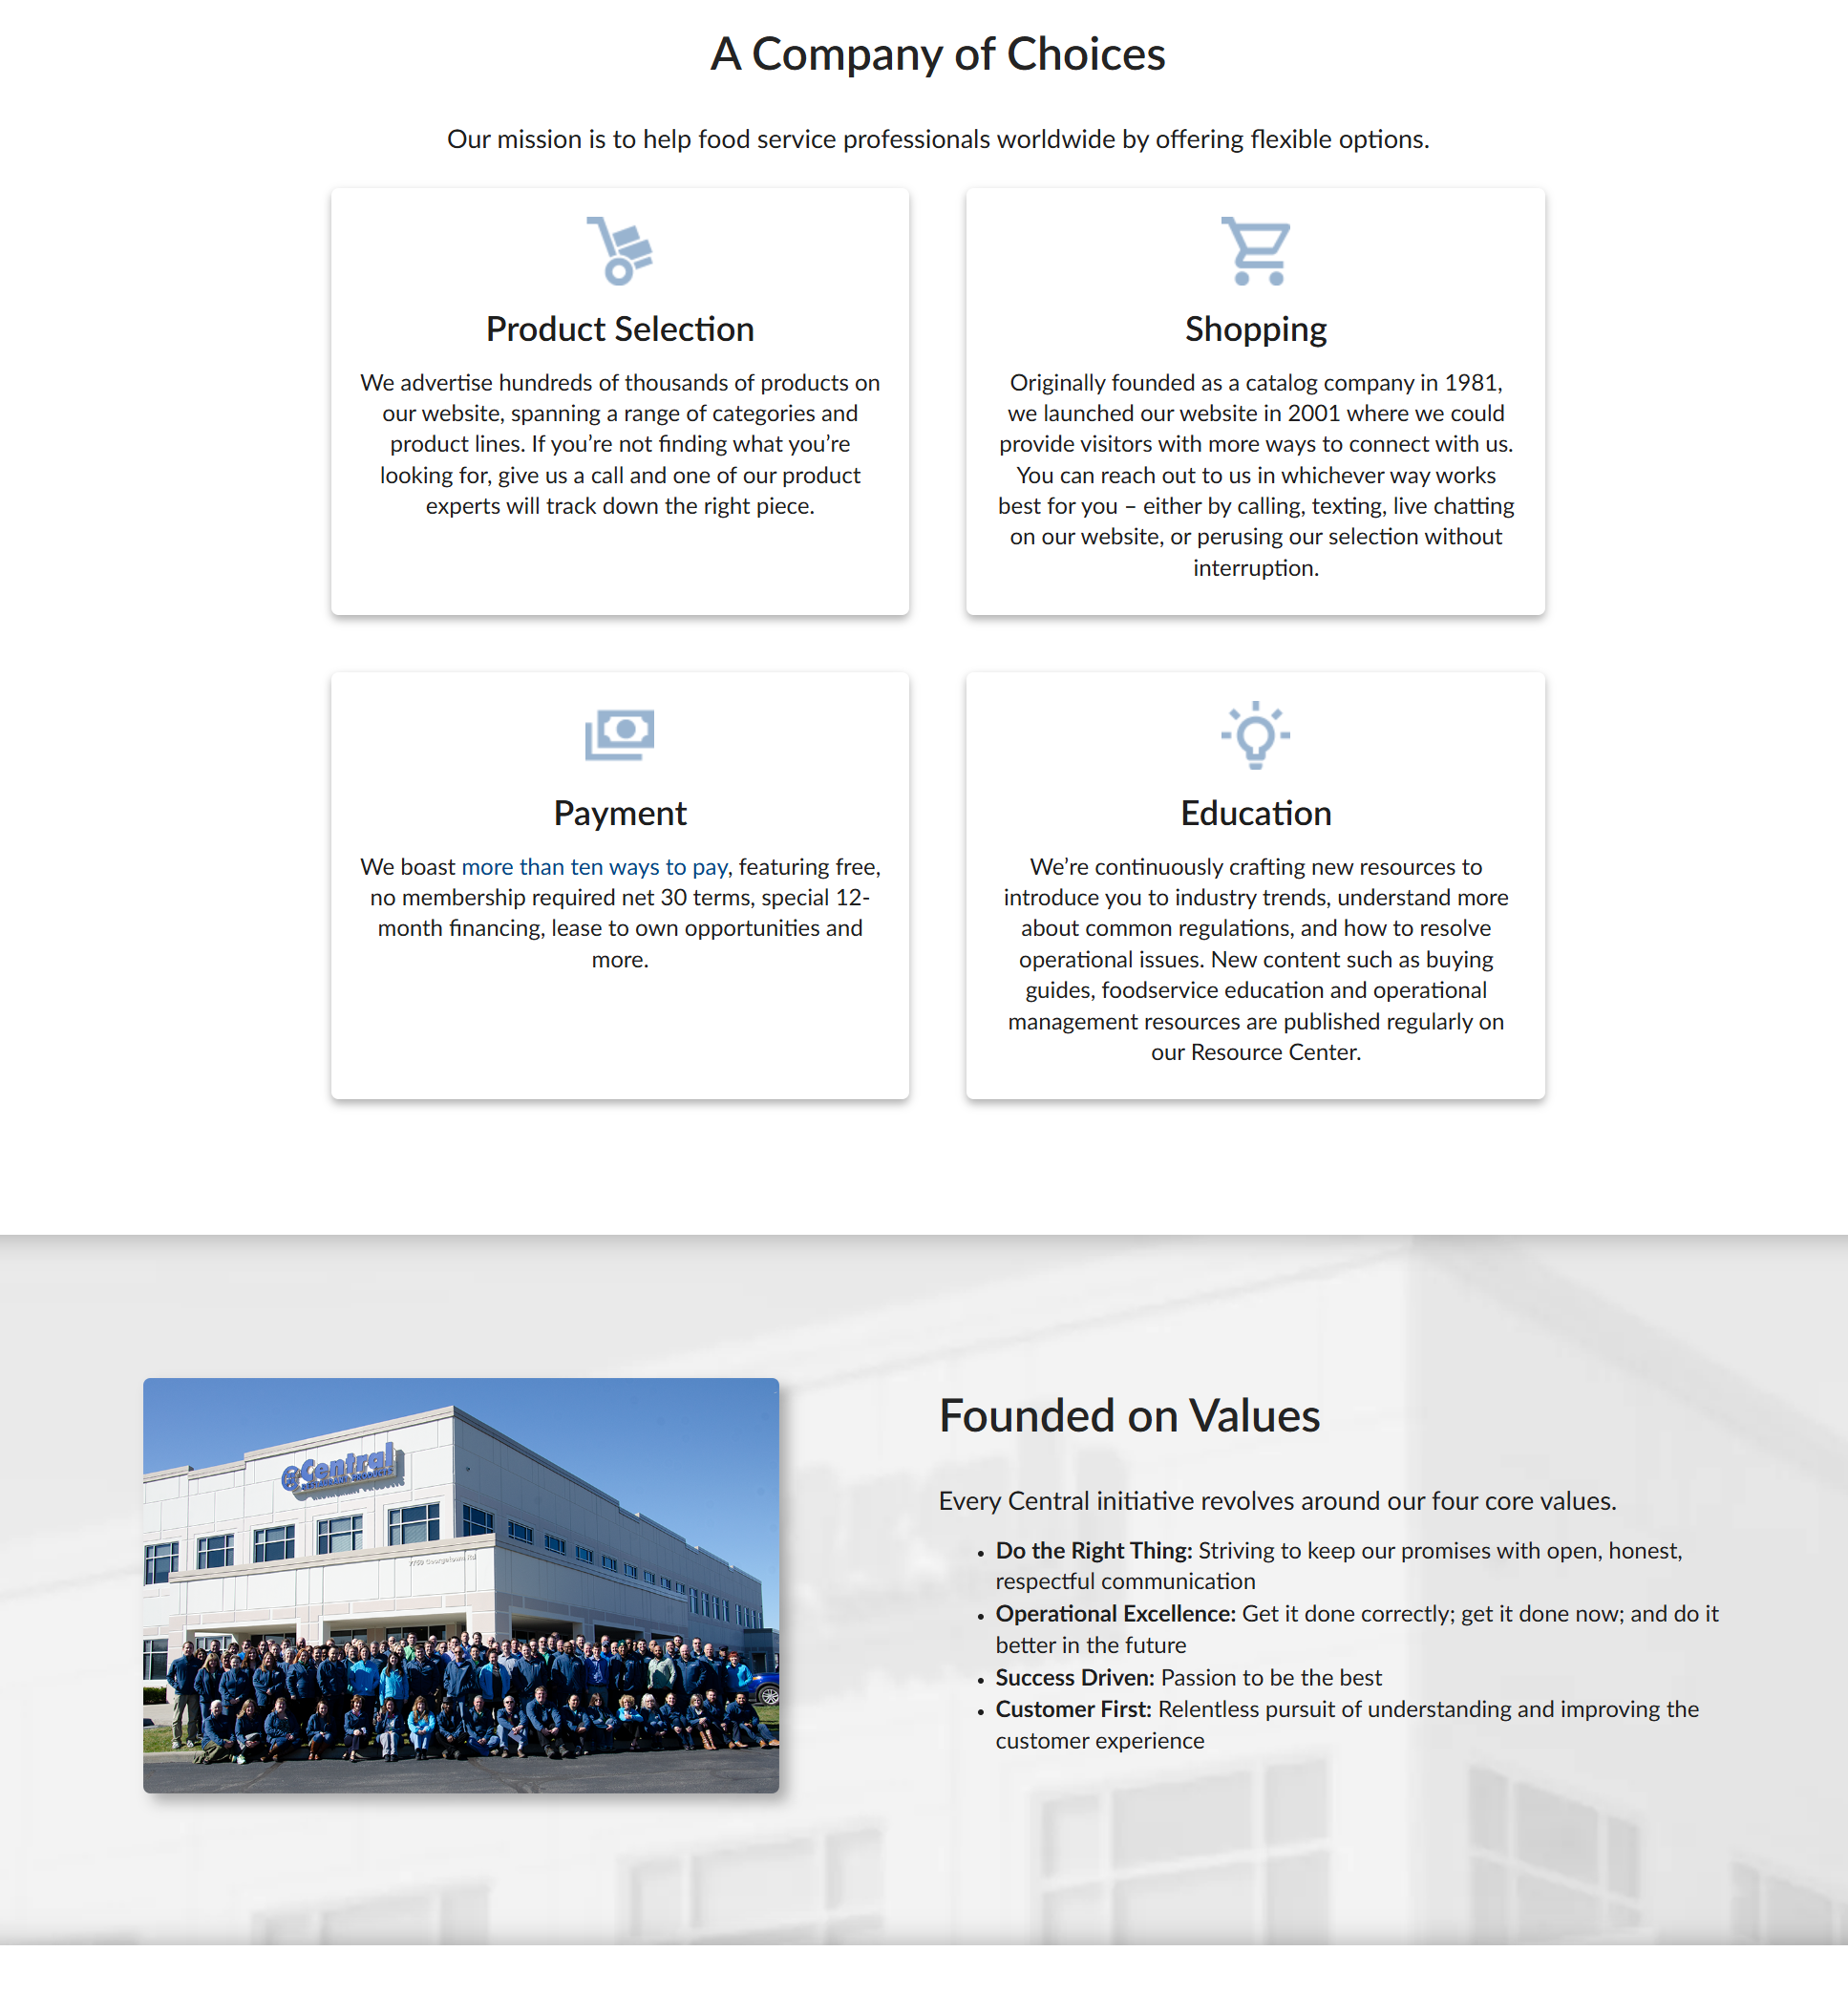 A Company of Choices
Our mission is to help food service professionals worldwide by offering flexible options.
Product Selection
We advertise hundreds of thousands of products on
our website, spanning a range of categories and
product lines. If you’re not finding what you’re
looking for, give us a call and one of our product
experts will track down the right piece.
Shopping
Originally founded as a catalog company in 1981,
we launched our website in 2001 where we could
provide visitors with more ways to connect with us.
You can reach out to us in whichever way works
best for you – either by calling, texting, live chatting
on our website, or perusing our selection without
interruption.
Payment
We boast more than ten ways to pay, featuring free,
no membership required net 30 terms, special 12-
month financing, lease to own opportunities and
more.
Education
We’re continuously crafting new resources to
introduce you to industry trends, understand more
about common regulations, and how to resolve
operational issues. New content such as buying
guides, foodservice education and operational
management resources are published regularly on
our Resource Center.
Central
7750 Georgetown Rd
Founded on Values
Every Central initiative revolves around our four core values.
• Do the Right Thing: Striving to keep our promises with open, honest,
respectful communication
• Operational Excellence: Get it done correctly; get it done now; and do it
better in the future
• Success Driven: Passion to be the best
• Customer First: Relentless pursuit of understanding and improving the
customer experience